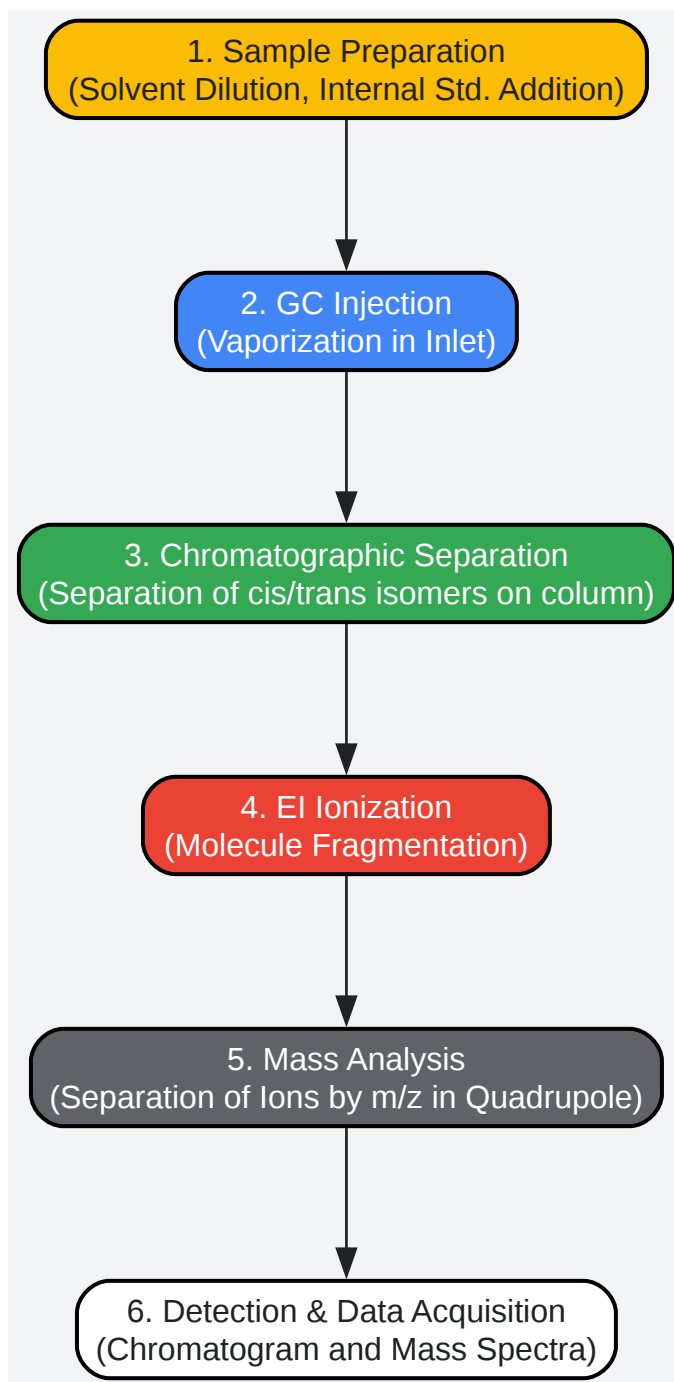 1. Sample Preparation
(Solvent Dilution, Internal Std. Addition)
2. GC Injection
(Vaporization in Inlet)
3. Chromatographic Separation
(Separation of cis/trans isomers on column)
4. EI Ionization
(Molecule Fragmentation)
5. Mass Analysis
(Separation of Ions by m/z in Quadrupole)
6. Detection & Data Acquisition
(Chromatogram and Mass Spectra)